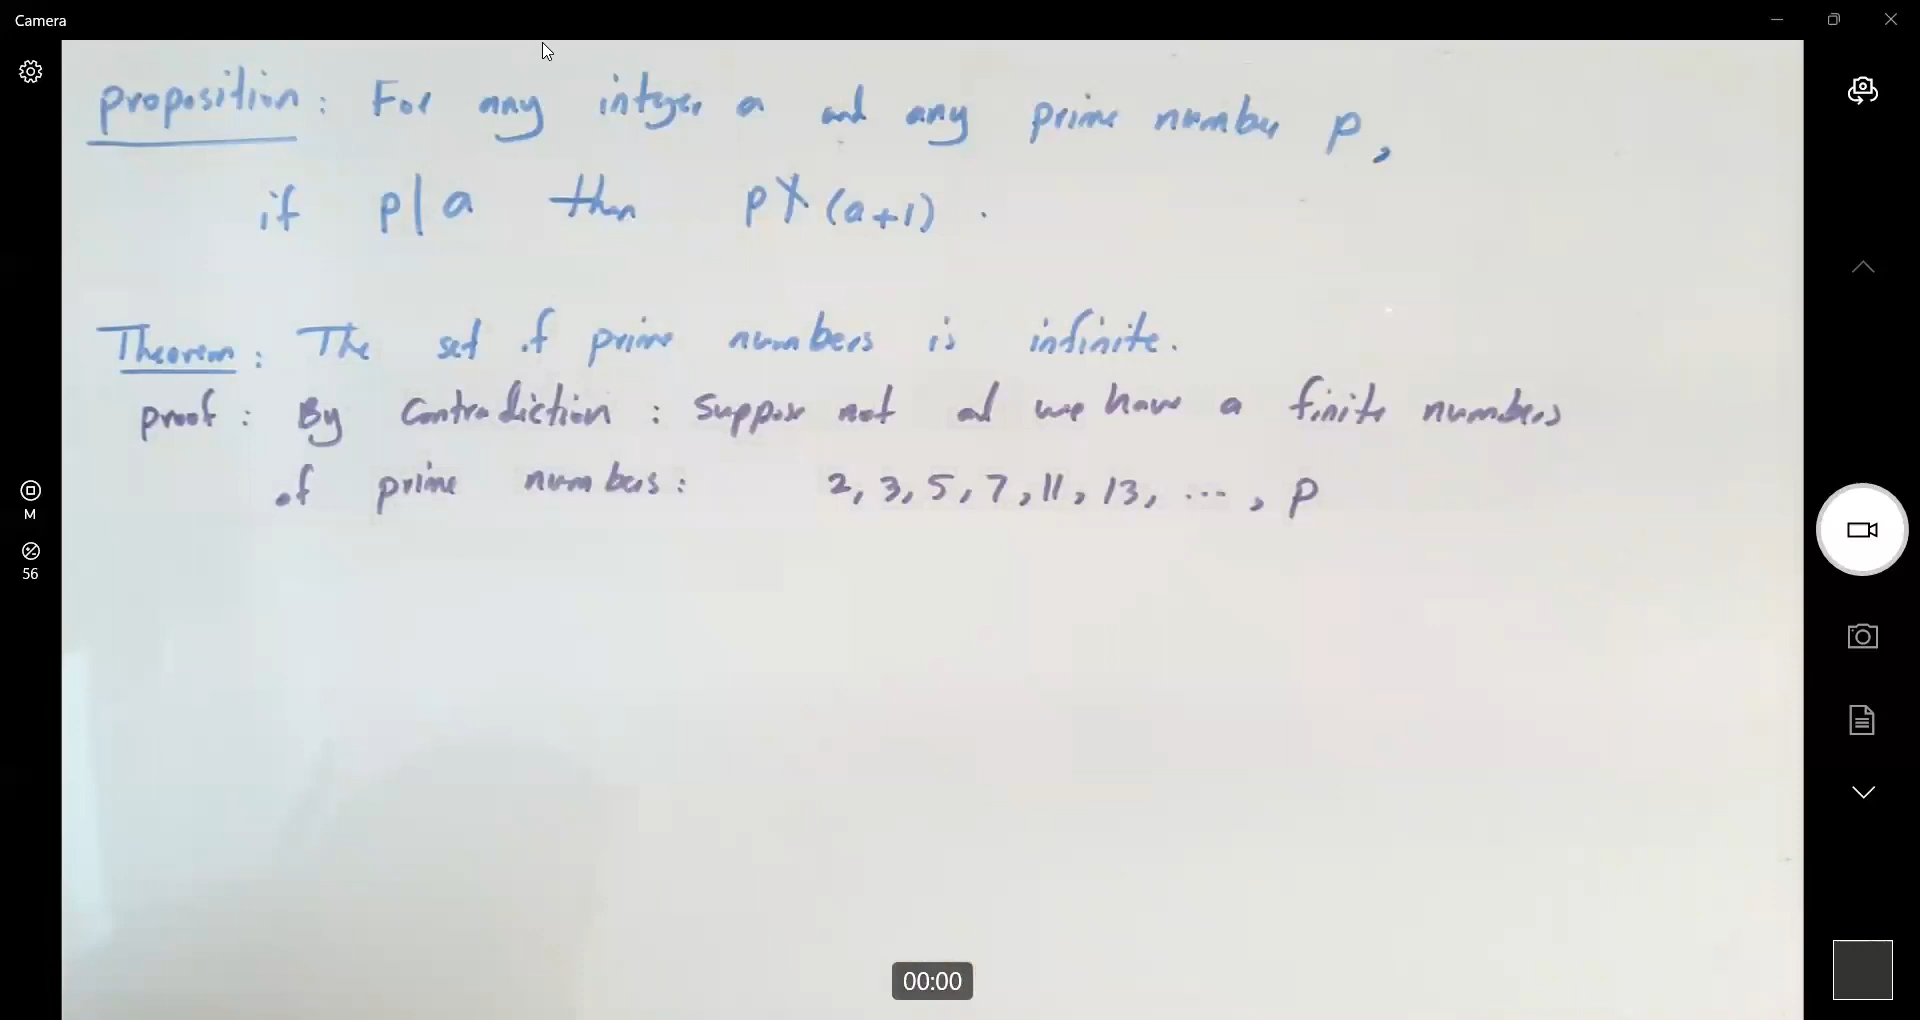 Camera
proposition: For any integer a and any prime number p,
if p|a then p∤(a+1).
Theorem: The set of prime numbers is infinite.
proof: By Contradiction: Suppose not and we have a finite numbers
of prime numbers: 2, 3, 5, 7, 11, 13, ..., p
M
56
00:00